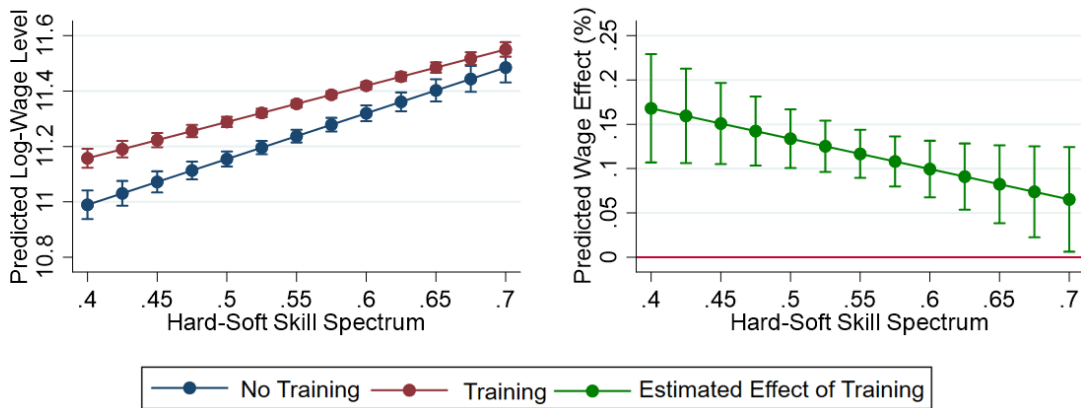 Predicted Log-Wage Level
11.6
11.4
11.2
11
10.8
.4 .45 .5 .55 .6 .65 .7
Hard-Soft Skill Spectrum
Predicted Wage Effect (%)
.25
.2
.15
.1
.05
0
.4 .45 .5 .55 .6 .65 .7
Hard-Soft Skill Spectrum
No Training Training Estimated Effect of Training